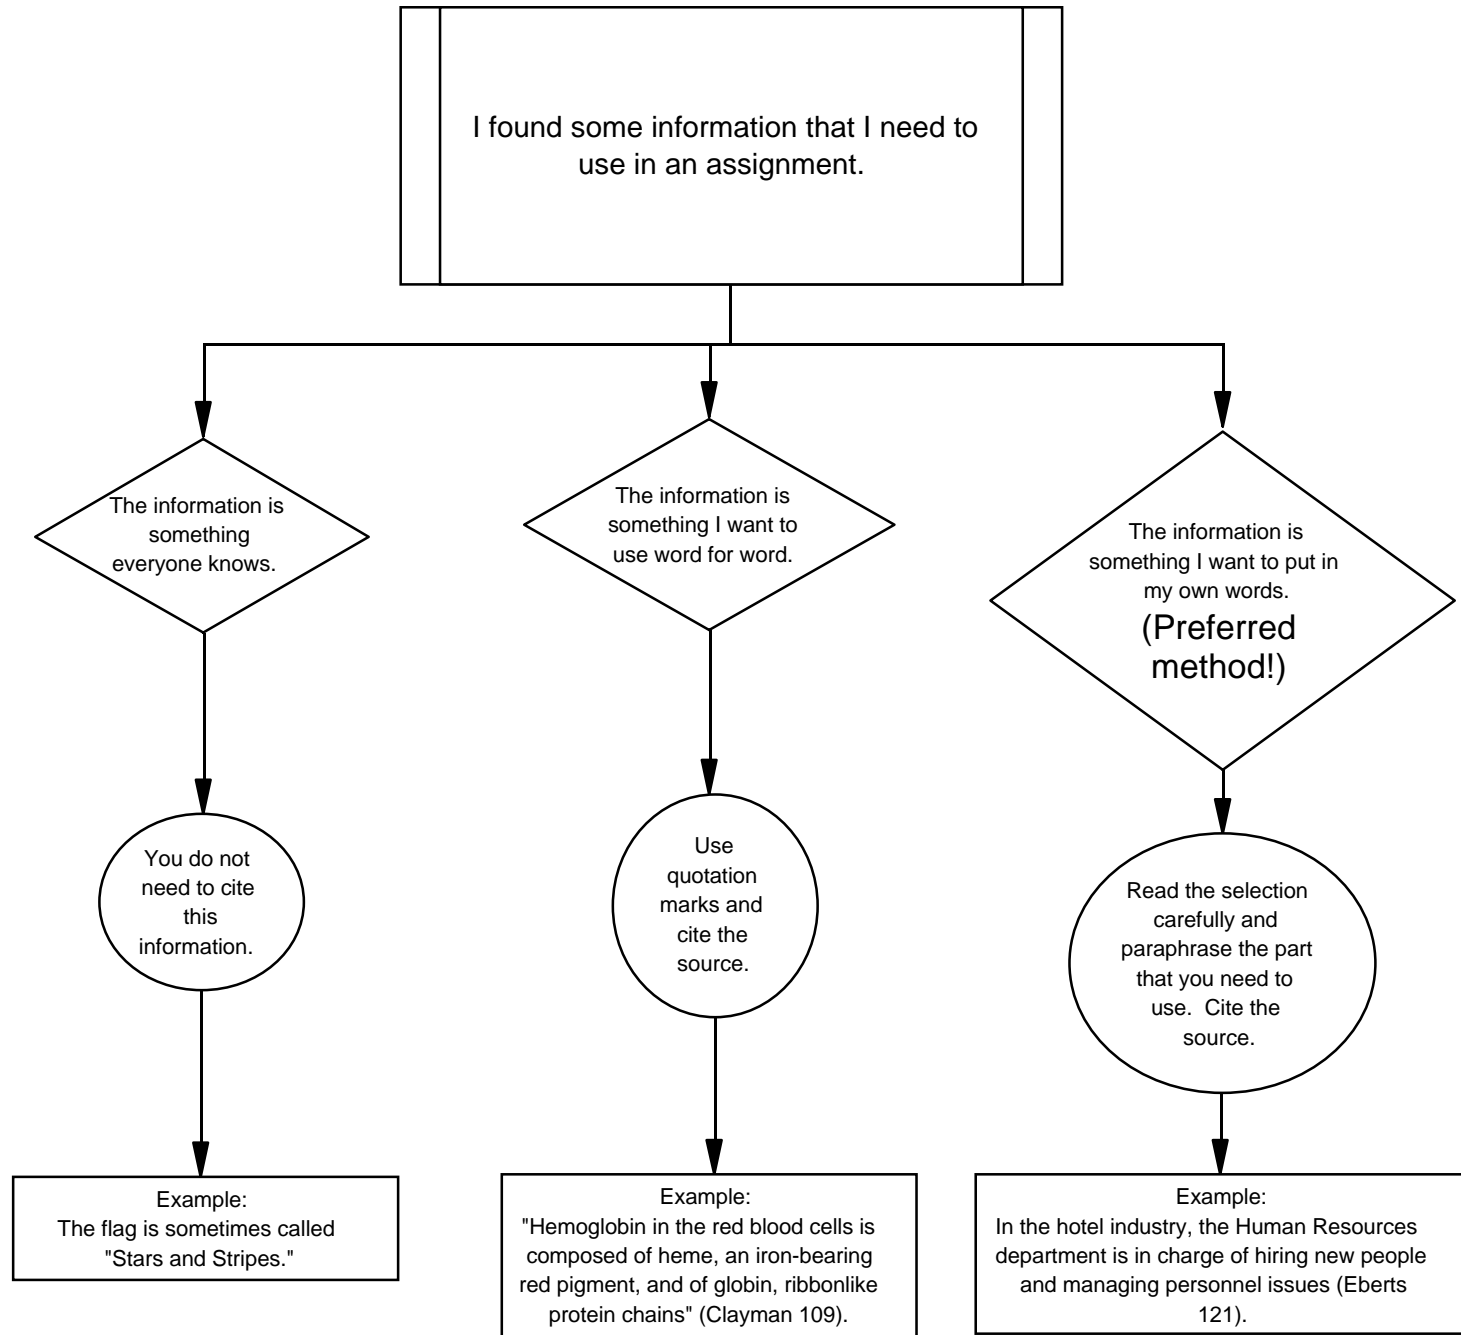 I found some information that I need to
use in an assignment.
The information is
something
everyone knows.
The information is
something I want to
use word for word.
The information is
something I want to put in
my own words.
(Preferred
method!)
You do not
need to cite
this
information.
Use
quotation
marks and
cite the
source.
Read the selection
carefully and
paraphrase the part
that you need to
use.  Cite the
source.
Example:
The flag is sometimes called
"Stars and Stripes."
Example:
"Hemoglobin in the red blood cells is
composed of heme, an iron-bearing
red pigment, and of globin, ribbonlike
protein chains" (Clayman 109).
Example:
In the hotel industry, the Human Resources
department is in charge of hiring new people
and managing personnel issues (Eberts
121).